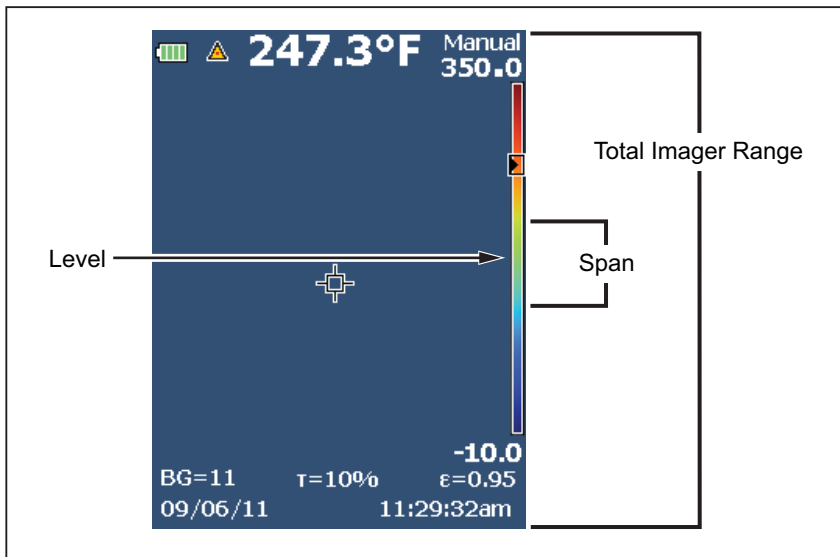 247.3°F
Manual
350.0
Total Imager Range
Level
Span
-10.0
BG=11 τ=10% ε=0.95
09/06/11 11:29:32am